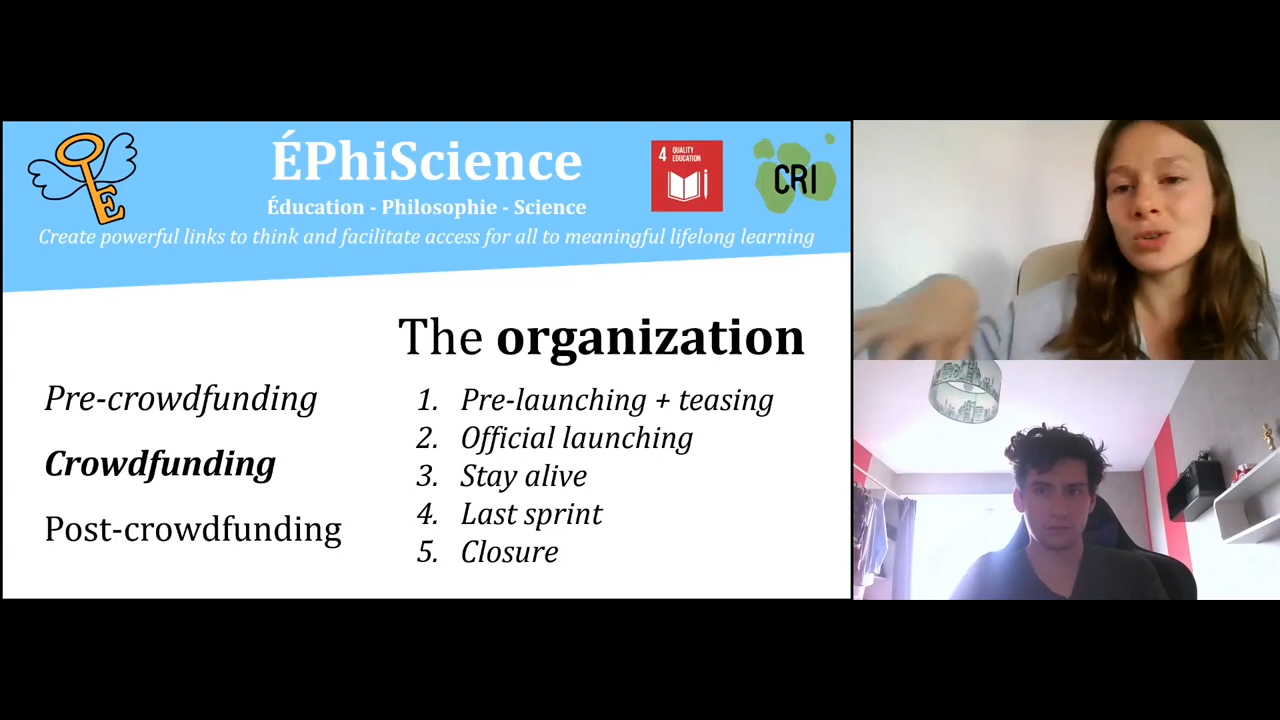 ÉPhiScience
Éducation - Philosophie - Science
Create powerful links to think and facilitate access for all to meaningful lifelong learning
4 QUALITY
EDUCATION
CRI
E
The organization
Pre-crowdfunding
Crowdfunding
Post-crowdfunding
1. Pre-launching + teasing
2. Official launching
3. Stay alive
4. Last sprint
5. Closure